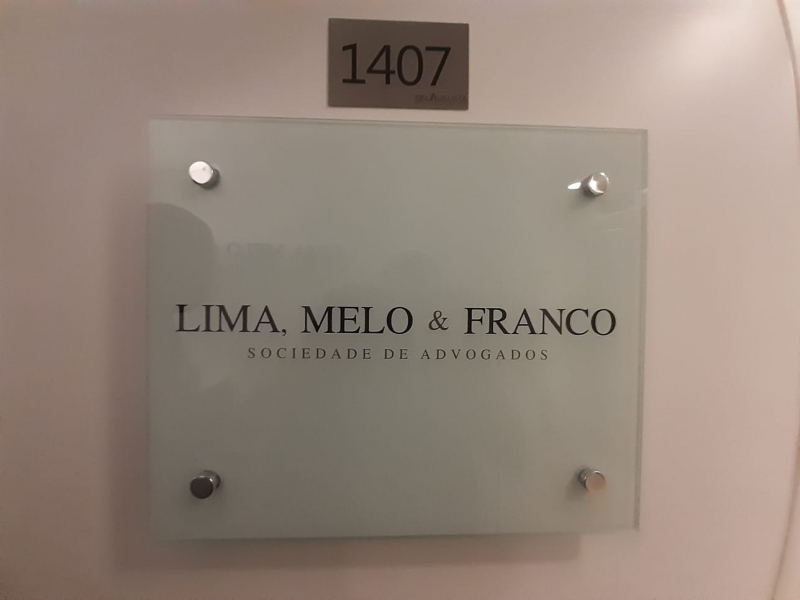 1407
LIMA, MELO & FRANCO
SOCIEDADE DE ADVOGADOS